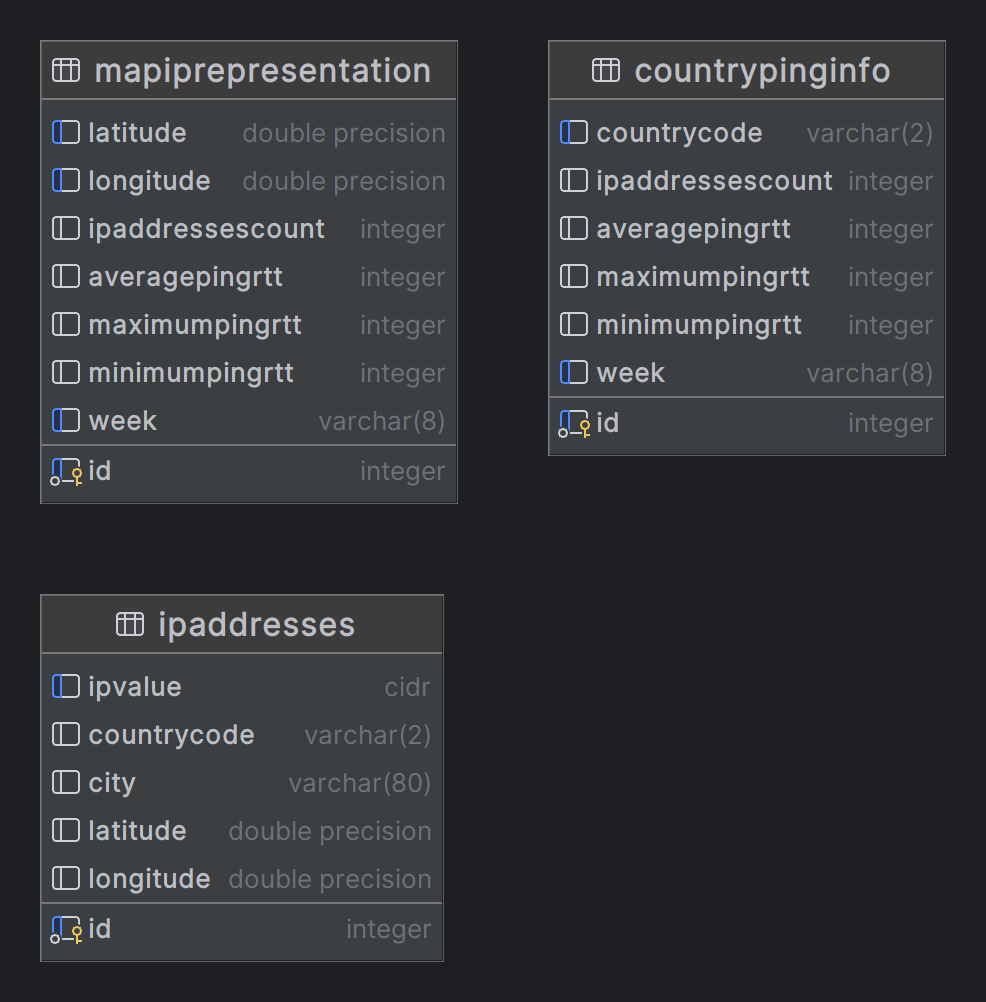 mapiprepresentation
latitude double precision
longitude double precision
ipaddressescount integer
averagepingrtt integer
maximumpingrtt integer
minimumpingrtt integer
week varchar(8)
id integer
countrypinginfo
countrycode varchar(2)
ipaddressescount integer
averagepingrtt integer
maximumpingrtt integer
minimumpingrtt integer
week varchar(8)
id integer
ipaddresses
ipvalue cidr
countrycode varchar(2)
city varchar(80)
latitude double precision
longitude double precision
id integer